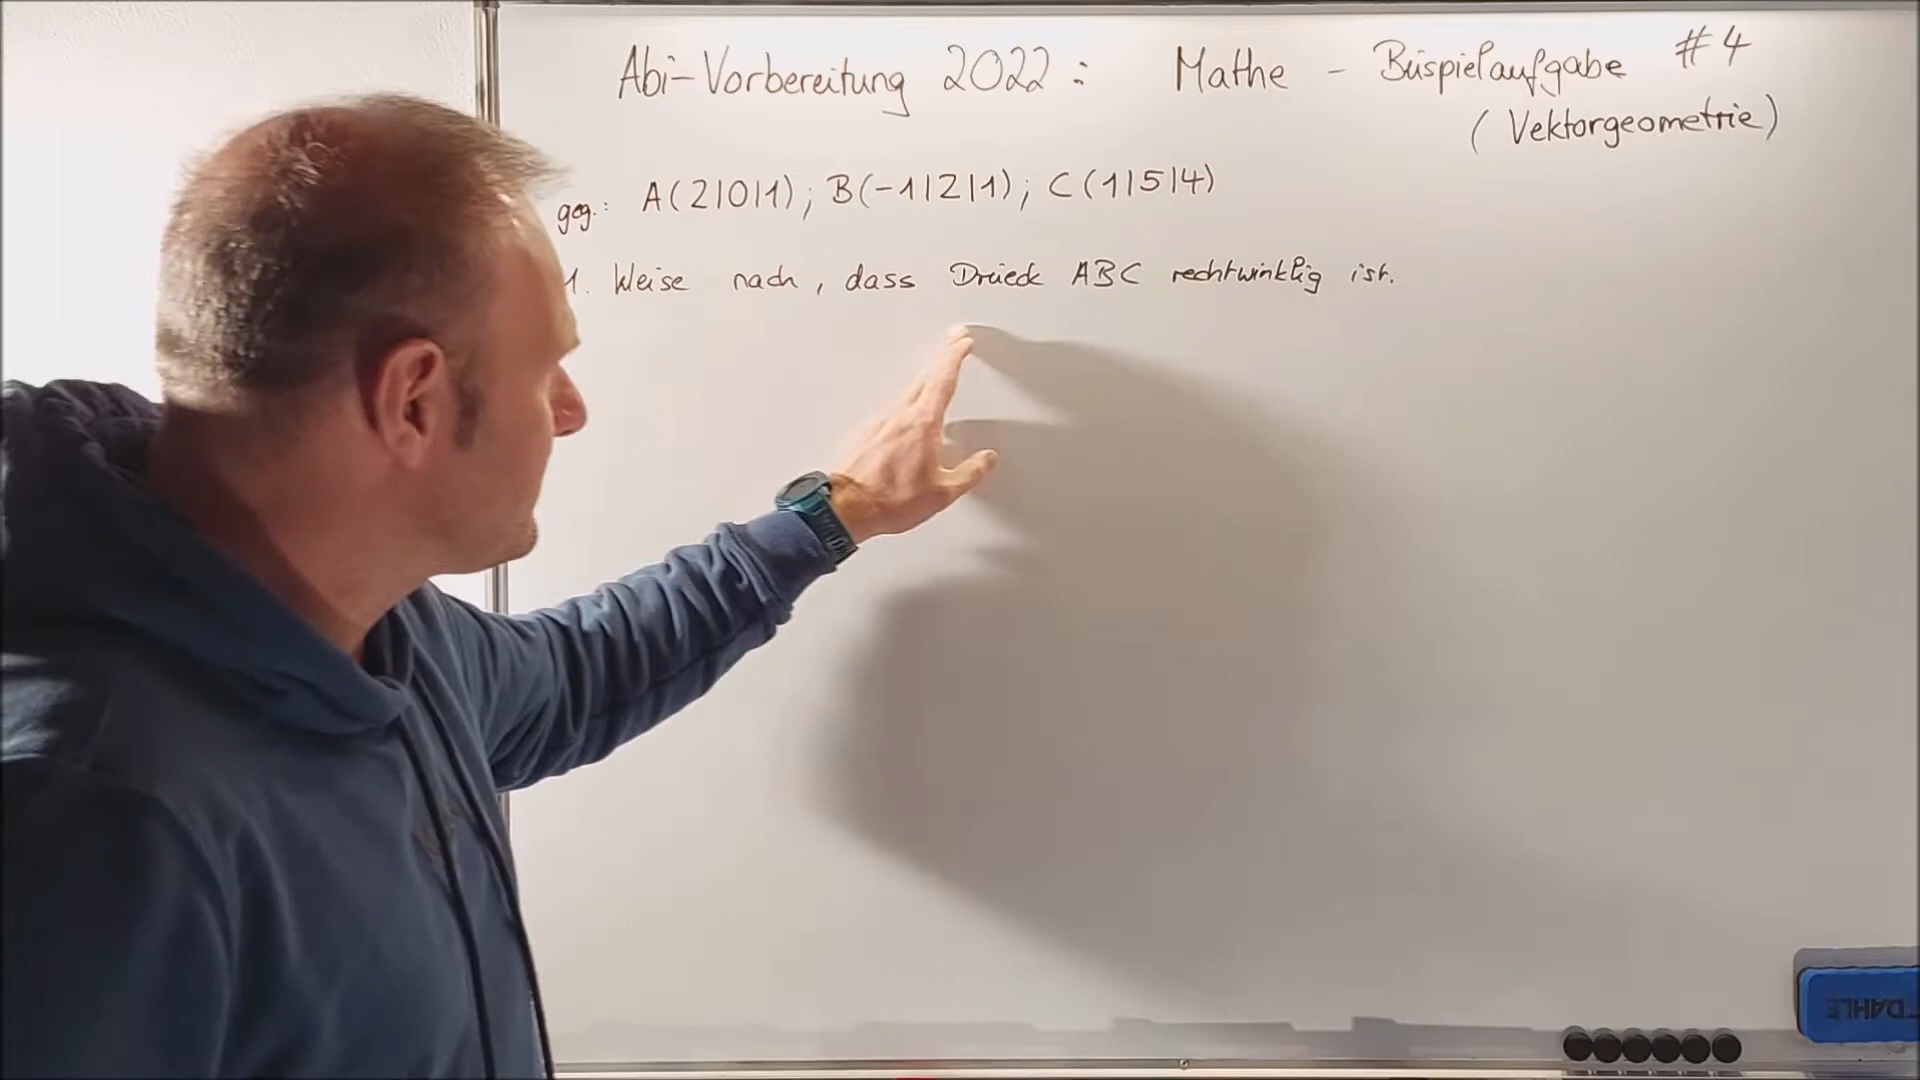 Abi-Vorbereitung 2022: Mathe - Beispielaufgabe #4
(Vektorgeometrie)
geg.: A(2|0|1); B(-1|2|1); C(1|5|4)
1. Weise nach, dass Dreieck ABC rechtwinklig ist.
DAHLE